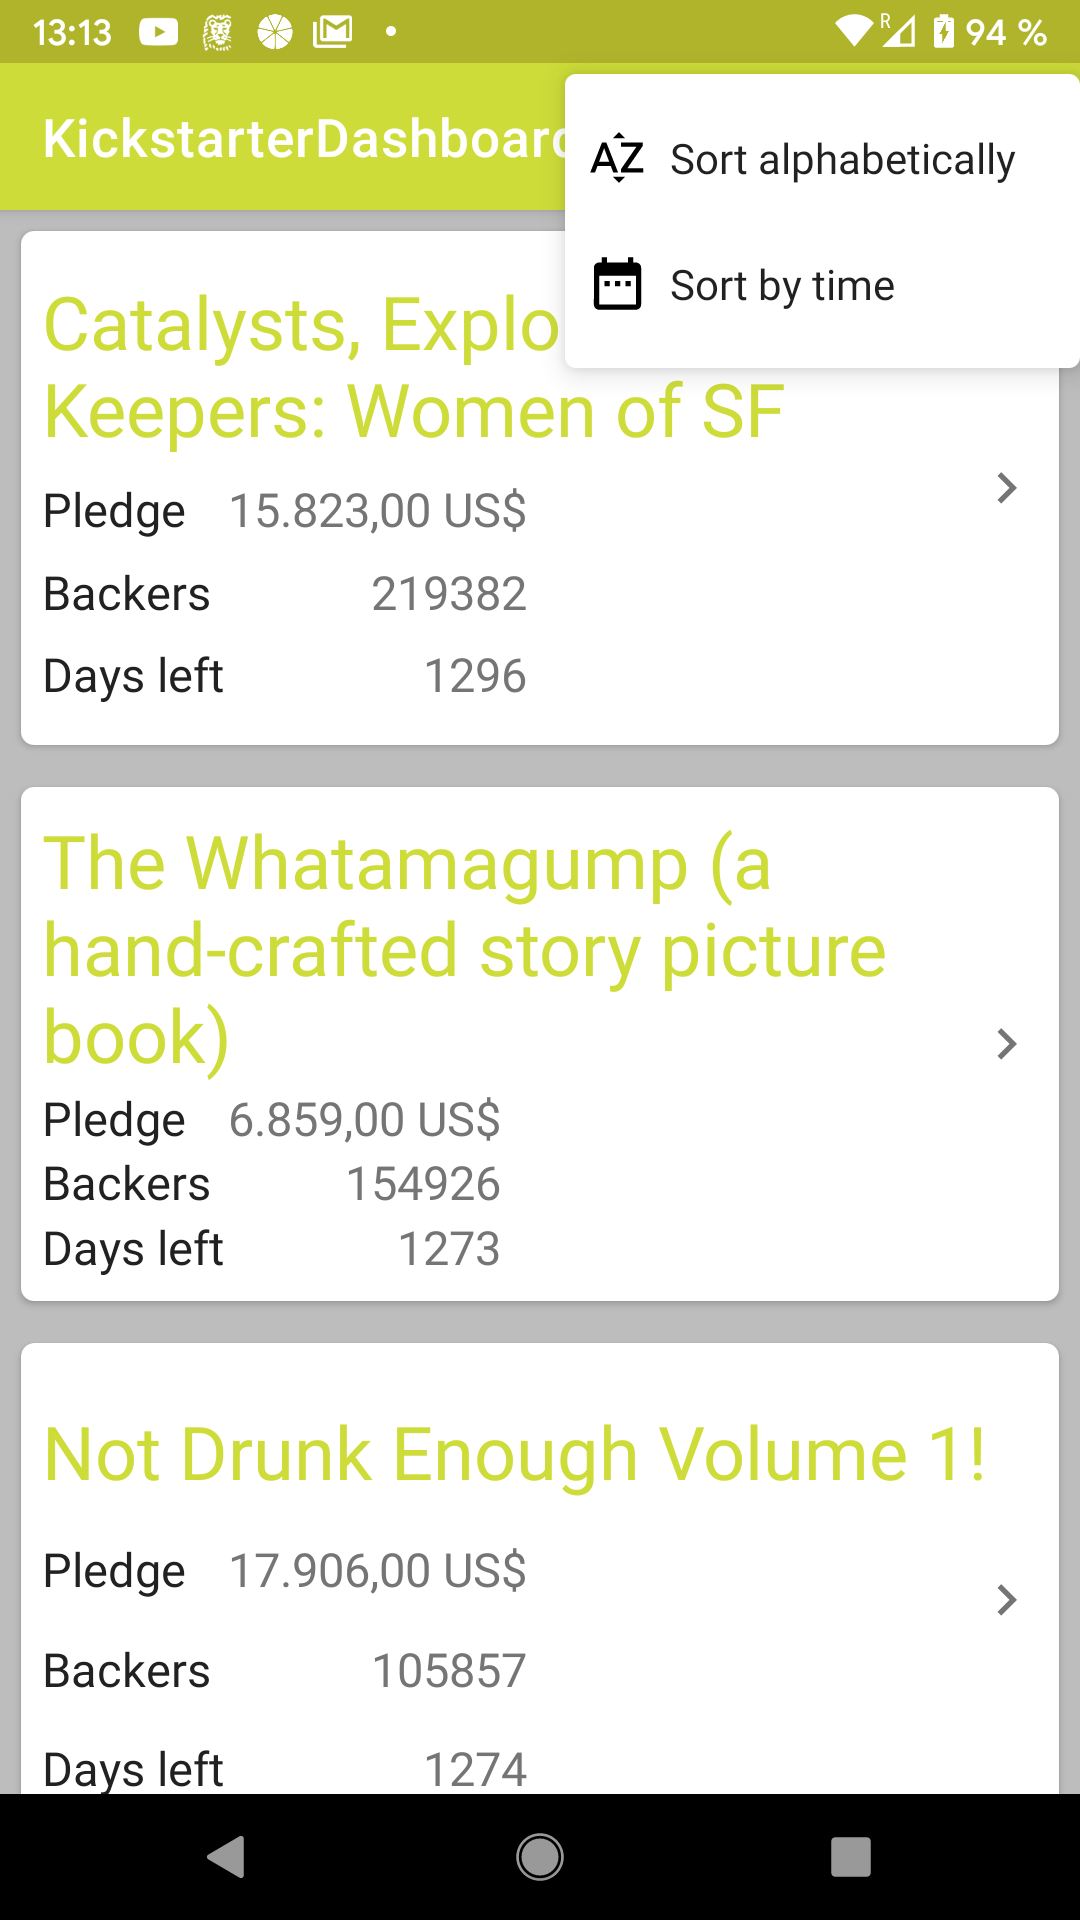 13:13
R
94 %
KickstarterDashboard
Sort alphabetically
Sort by time
Catalysts, Explo
Keepers: Women of SF
Pledge 15.823,00 US$
Backers 219382
Days left 1296
The Whatamagump (a
hand-crafted story picture
book)
Pledge 6.859,00 US$
Backers 154926
Days left 1273
Not Drunk Enough Volume 1!
Pledge 17.906,00 US$
Backers 105857
Days left 1274